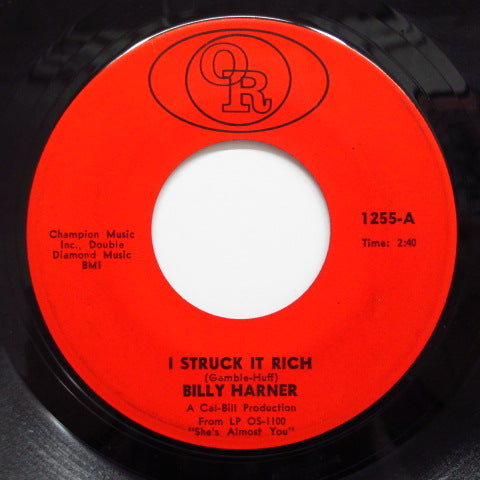 OR
1255-A
Time: 2:40
Champion Music
Inc., Double
Diamond Music
BMI
I STRUCK IT RICH
(Gamble-Huff)
BILLY HARNER
A Cal-Bill Production
From LP OS-1100
"She's Almost You"